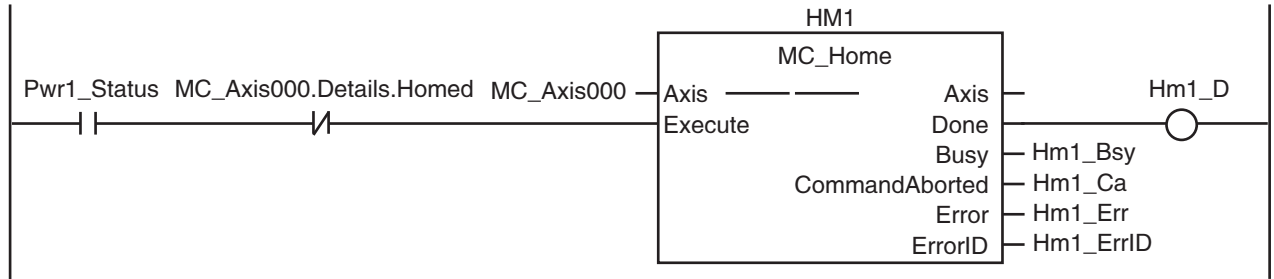 HM1
MC_Home
Pwr1_Status MC_Axis000.Details.Homed MC_Axis000 Axis Axis Hm1_D
Execute Done
Busy Hm1_Bsy
CommandAborted Hm1_Ca
Error Hm1_Err
ErrorID Hm1_ErrID